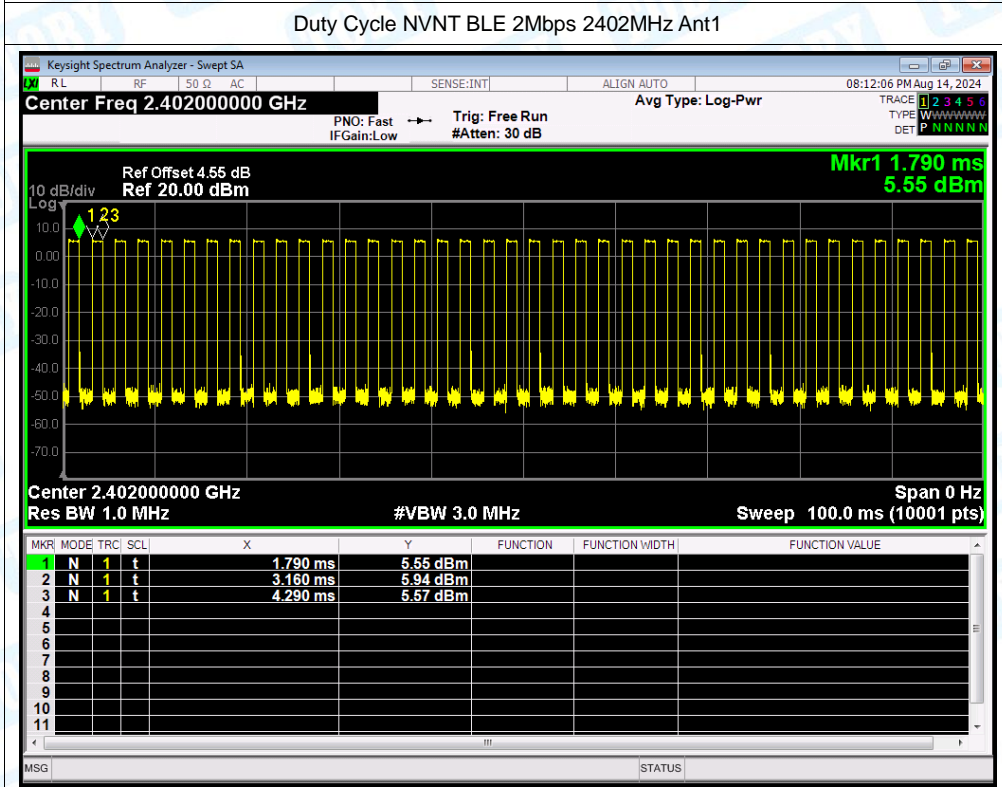 Duty Cycle NVNT BLE 2Mbps 2402MHz Ant1
Keysight Spectrum Analyzer - Swept SA
LXI RL RF 50 Ω AC SENSE:INT ALIGN AUTO 08:12:06 PM Aug 14, 2024
Center Freq 2.402000000 GHz Avg Type: Log-Pwr TRACE 1 2 3 4 5 6
PNO: Fast Trig: Free Run TYPE WWWWWW
IFGain:Low #Atten: 30 dB DET P N N N N N
Mkr1 1.790 ms
Ref Offset 4.55 dB
10 dB/div Ref 20.00 dBm 5.55 dBm
Log
1 2 3
10.0
0.00
-10.0
-20.0
-30.0
-40.0
-50.0
-60.0
-70.0
Center 2.402000000 GHz Span 0 Hz
Res BW 1.0 MHz #VBW 3.0 MHz Sweep 100.0 ms (10001 pts)
MKR MODE TRC SCL X Y FUNCTION FUNCTION WIDTH FUNCTION VALUE
1 N 1 t 1.790 ms 5.55 dBm
2 N 1 t 3.160 ms 5.94 dBm
3 N 1 t 4.290 ms 5.57 dBm
4
5
6
7
8
9
10
11
MSG STATUS